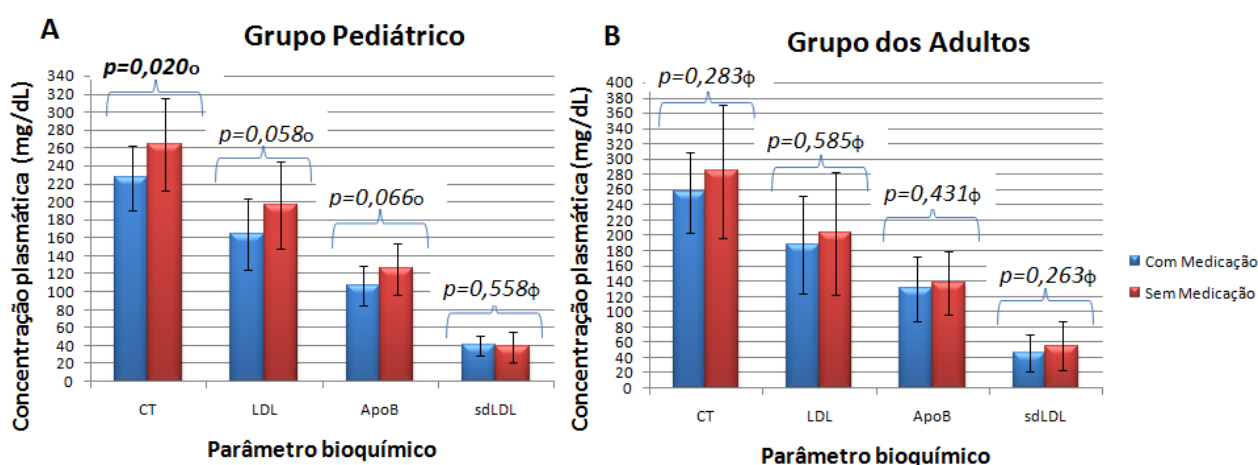 A
Grupo Pediátrico
Concentração plasmática (mg/dL)
340
320
300
280
260
240
220
200
180
160
140
120
100
80
60
40
20
0
p=0,020o
p=0,058o
p=0,066o
p=0,558ϕ
CT
LDL
ApoB
sdLDL
Parâmetro bioquímico
B
Grupo dos Adultos
Concentração plasmática (mg/dL)
400
380
360
340
320
300
280
260
240
220
200
180
160
140
120
100
80
60
40
20
0
p=0,283ϕ
p=0,585ϕ
p=0,431ϕ
p=0,263ϕ
CT
LDL
ApoB
sdLDL
Parâmetro bioquímico
Com Medicação
Sem Medicação